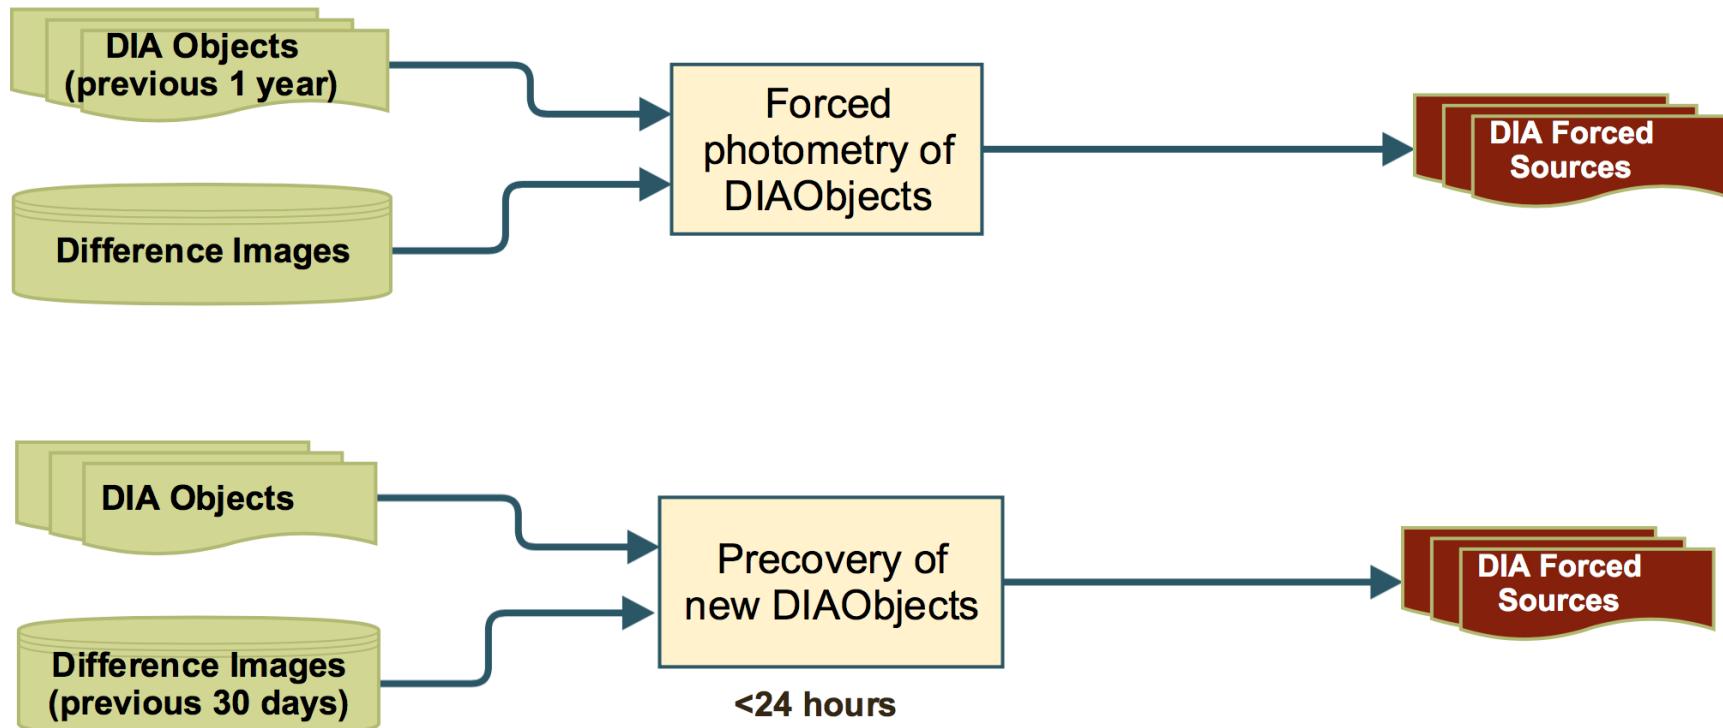 DIA Objects
(previous 1 year)
Difference Images
Forced
photometry of
DIAObjects
DIA Forced
Sources
DIA Objects
Difference Images
(previous 30 days)
Precovery of
new DIAObjects
<24 hours
DIA Forced
Sources